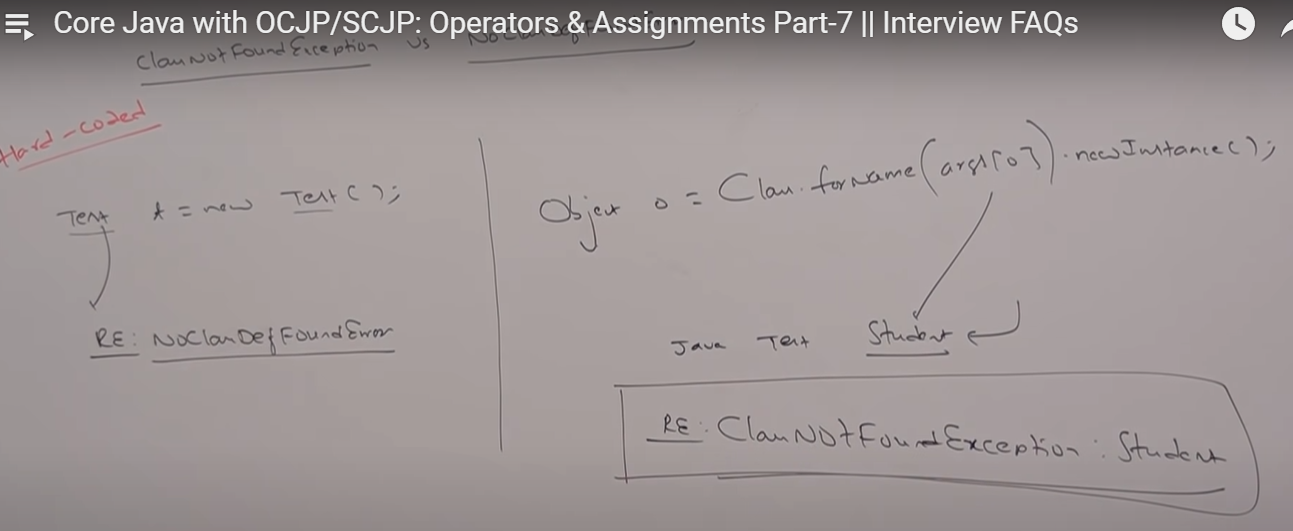 Core Java with OCJP/SCJP: Operators & Assignments Part-7 || Interview FAQs
ClassNotFoundException vs
Hard-coded
Test t = new Test();
RE: NoClassDefFoundError
Object o = Class.forName(args[0]).newInstance();
Java Test Student
RE: ClassNotFoundException: Student